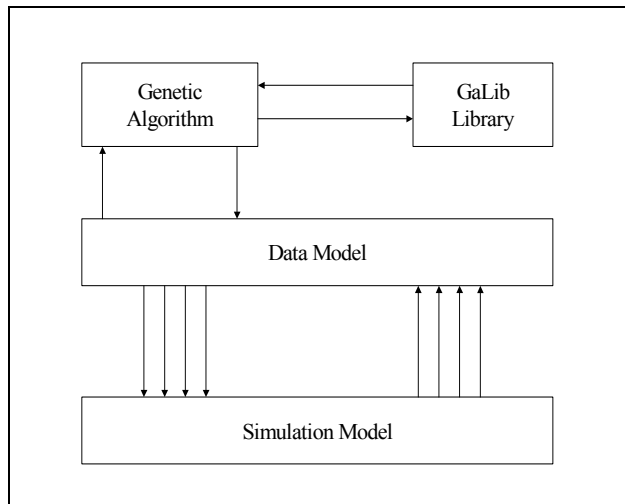 Genetic
Algorithm
GaLib
Library
Data Model
Simulation Model